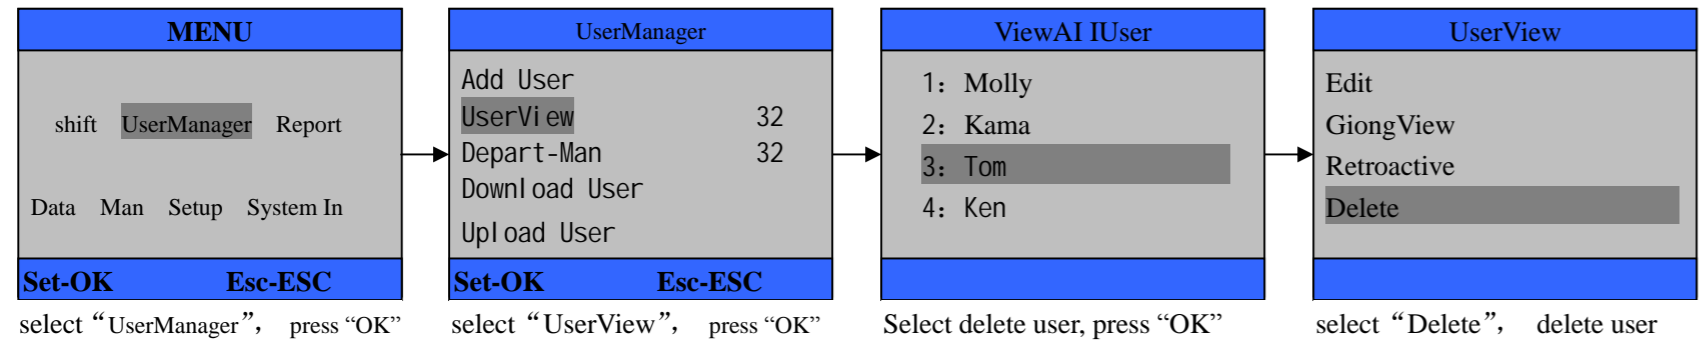 MENU
shift UserManager Report
Data Man Setup System In
Set-OK Esc-ESC
select “UserManager”, press “OK”
UserManager
Add User
UserView 32
Depart-Man 32
Download User
Upload User
Set-OK Esc-ESC
select “UserView”, press “OK”
ViewAI IUser
1：Molly
2：Kama
3：Tom
4：Ken
Select delete user, press “OK”
UserView
Edit
GiongView
Retroactive
Delete
select “Delete”, delete user